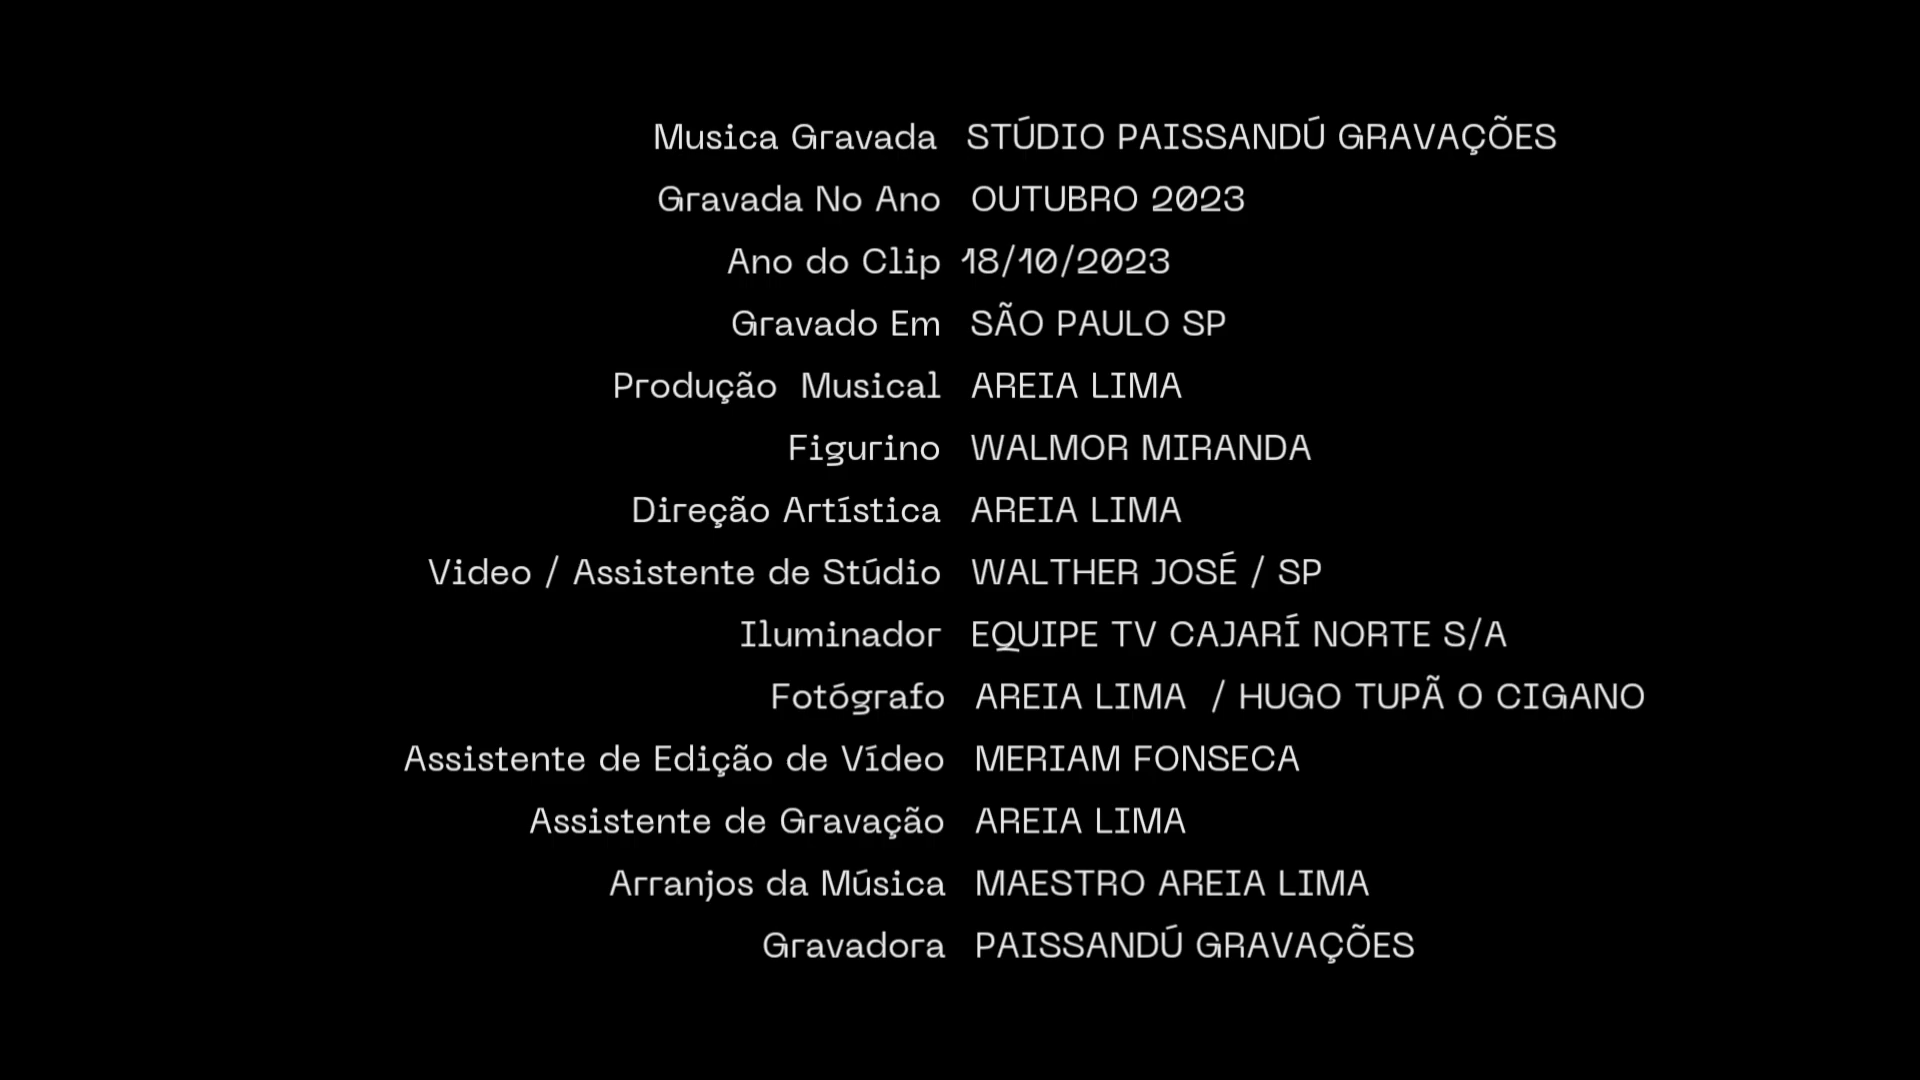 Musica Gravada STÚDIO PAISSANDÚ GRAVAÇÕES
Gravada No Ano OUTUBRO 2023
Ano do Clip 18/10/2023
Gravado Em SÃO PAULO SP
Produção Musical AREIA LIMA
Figurino WALMOR MIRANDA
Direção Artística AREIA LIMA
Video / Assistente de Stúdio WALTHER JOSÉ / SP
Iluminador EQUIPE TV CAJARÍ NORTE S/A
Fotógrafo AREIA LIMA / HUGO TUPÃ O CIGANO
Assistente de Edição de Vídeo MERIAM FONSECA
Assistente de Gravação AREIA LIMA
Arranjos da Música MAESTRO AREIA LIMA
Gravadora PAISSANDÚ GRAVAÇÕES